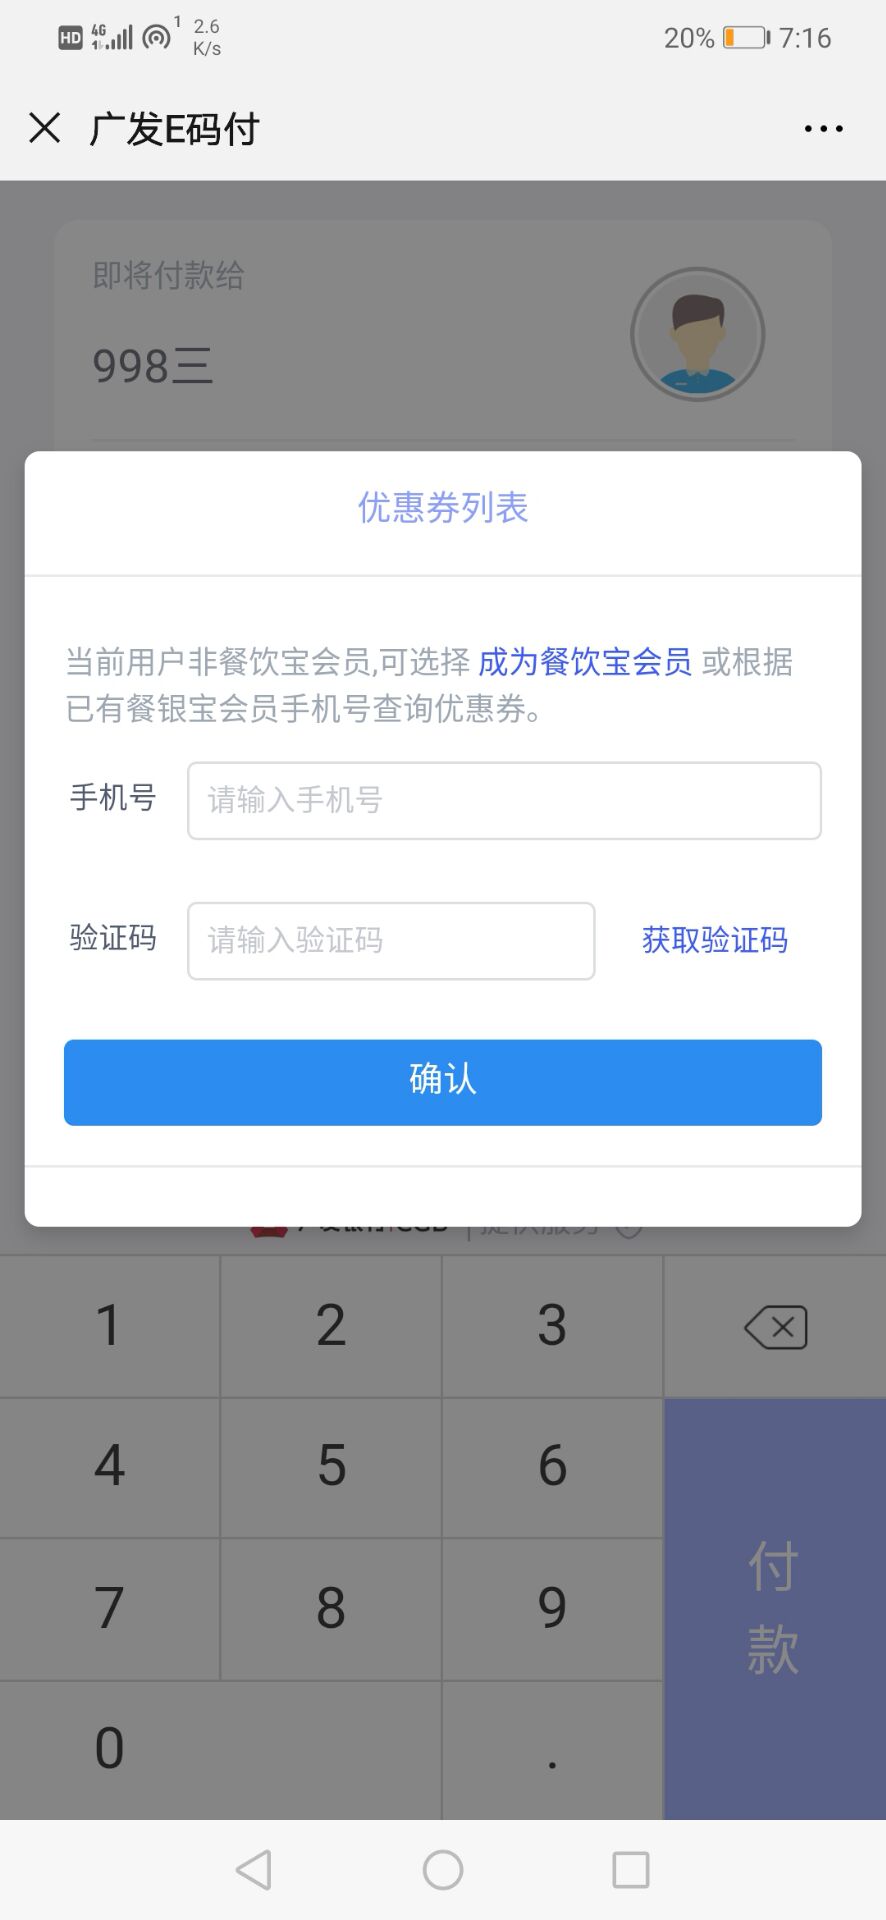 HD 4G 1 2.6 K/s 20% 7:16
广发E码付
即将付款给
998三
优惠券列表
当前用户非餐饮宝会员,可选择 成为餐饮宝会员 或根据
已有餐银宝会员手机号查询优惠券。
手机号 请输入手机号
验证码 请输入验证码 获取验证码
确认
1 2 3
4 5 6
付
7 8 9
款
0 .